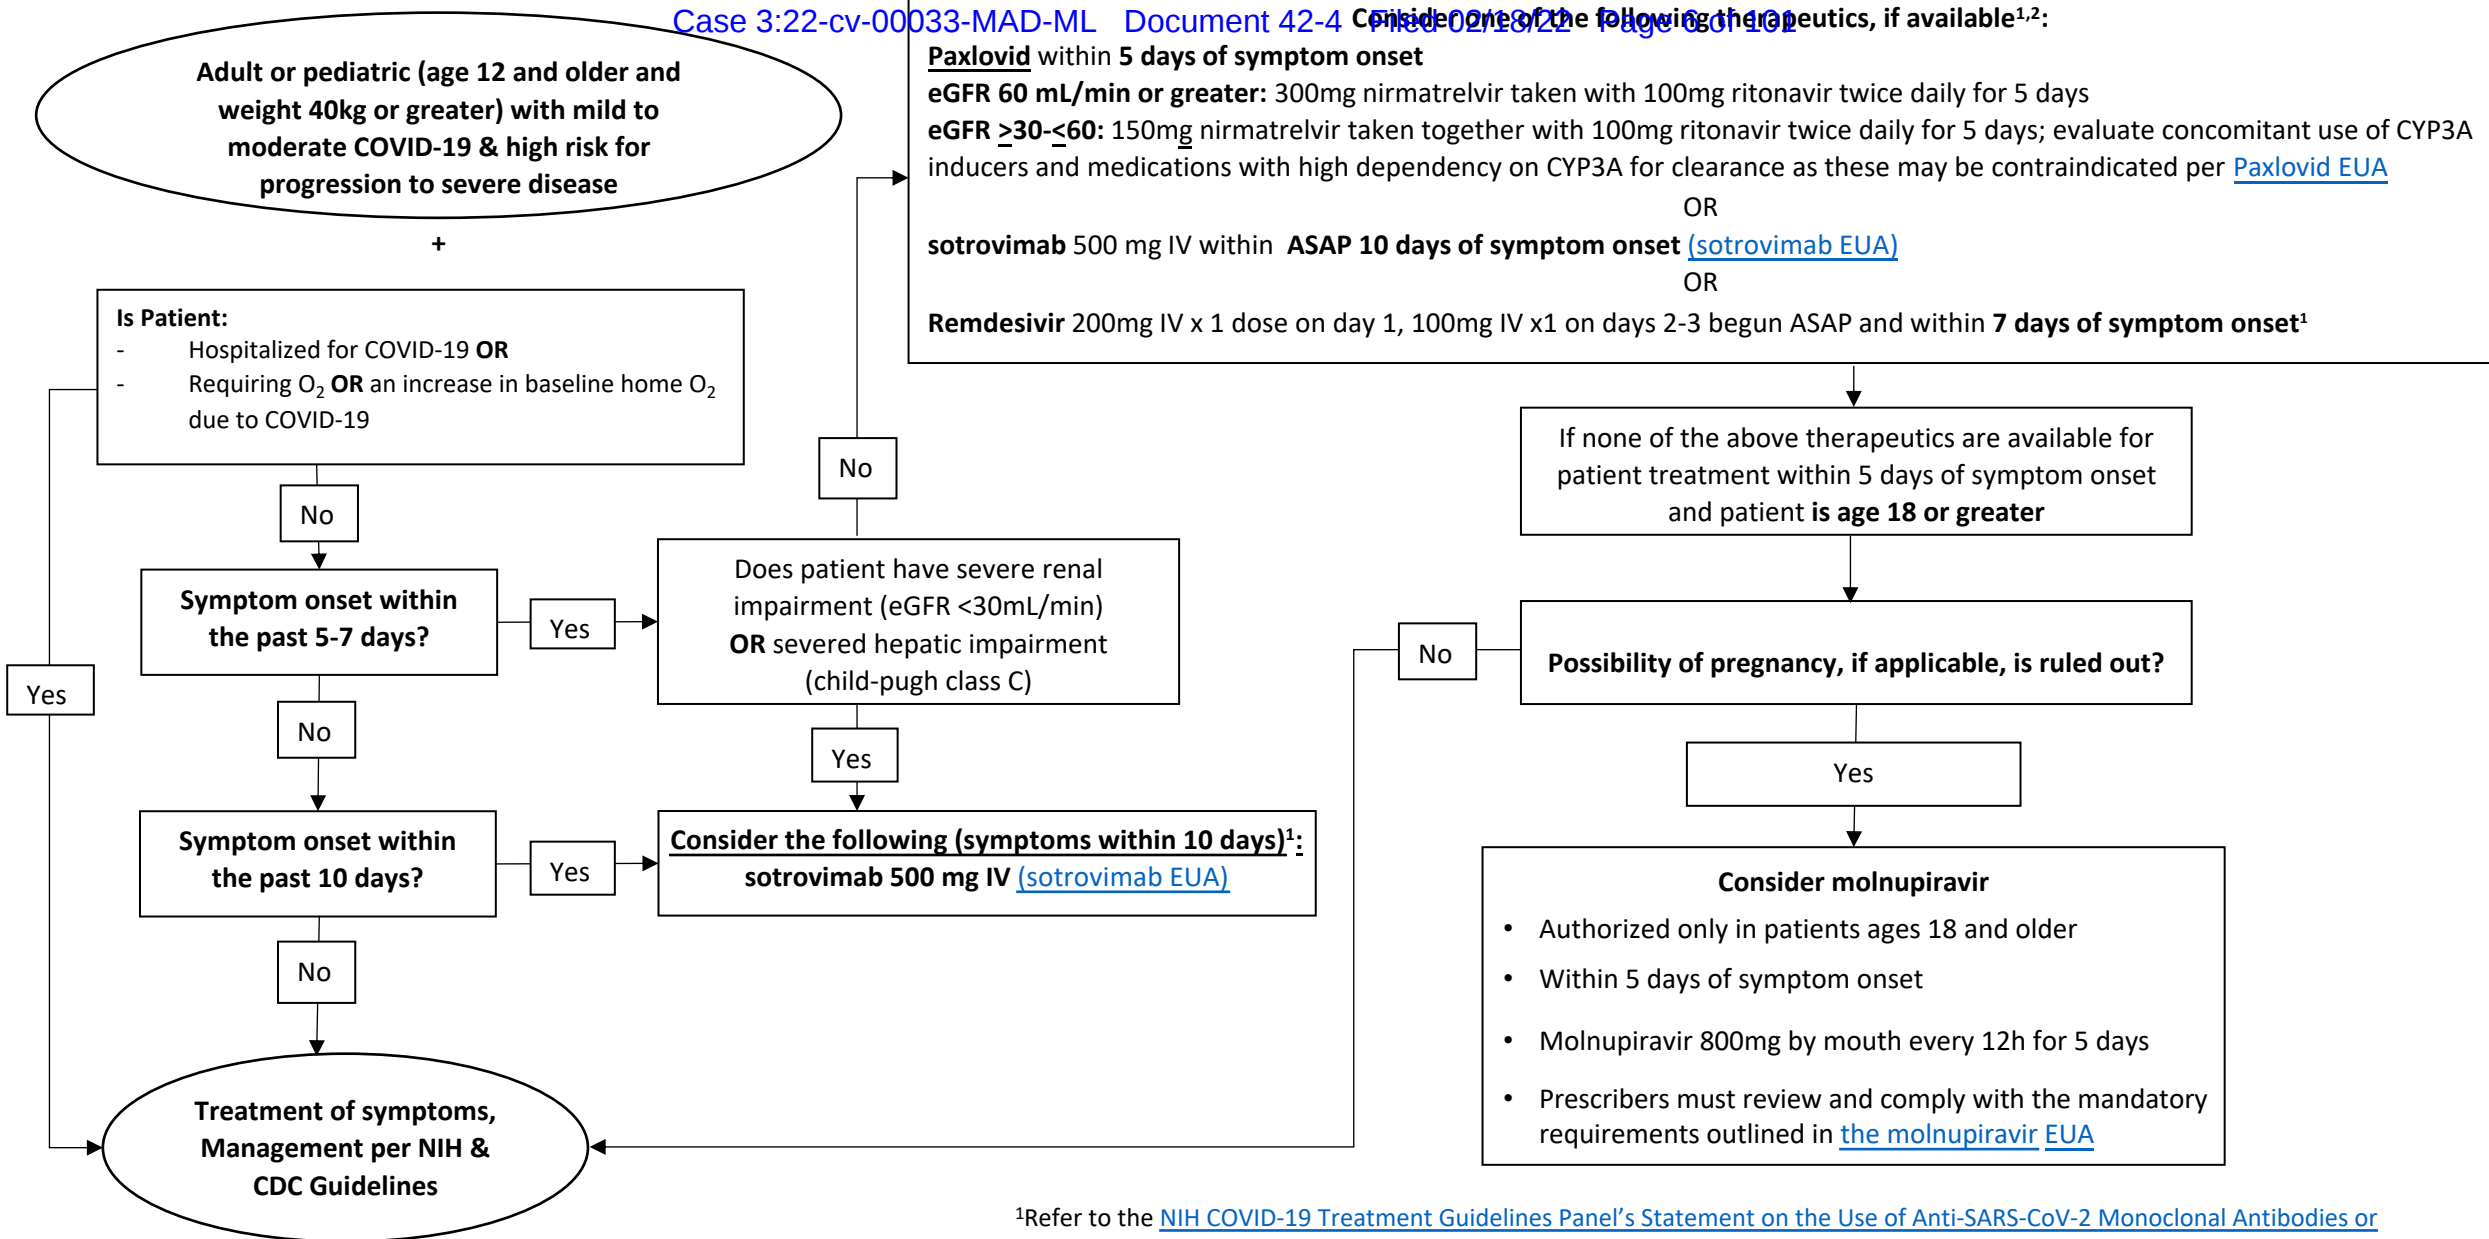 Case 3:22-cv-00033-MAD-ML Document 42-4 Filed 02/18/22 Page 6 of 101
Adult or pediatric (age 12 and older and
weight 40kg or greater) with mild to
moderate COVID-19 & high risk for
progression to severe disease
+
Is Patient:
- Hospitalized for COVID-19 OR
- Requiring O2 OR an increase in baseline home O2
due to COVID-19
No
Yes
Symptom onset within
the past 5-7 days?
Yes
No
Symptom onset within
the past 10 days?
Yes
No
Treatment of symptoms,
Management per NIH &
CDC Guidelines
Does patient have severe renal
impairment (eGFR <30mL/min)
OR severed hepatic impairment
(child-pugh class C)
No
Yes
Consider the following (symptoms within 10 days)1:
sotrovimab 500 mg IV (sotrovimab EUA)
Consider one of the following therapeutics, if available1,2:
Paxlovid within 5 days of symptom onset
eGFR 60 mL/min or greater: 300mg nirmatrelvir taken with 100mg ritonavir twice daily for 5 days
eGFR >30-<60: 150mg nirmatrelvir taken together with 100mg ritonavir twice daily for 5 days; evaluate concomitant use of CYP3A
inducers and medications with high dependency on CYP3A for clearance as these may be contraindicated per Paxlovid EUA
OR
sotrovimab 500 mg IV within ASAP 10 days of symptom onset (sotrovimab EUA)
OR
Remdesivir 200mg IV x 1 dose on day 1, 100mg IV x1 on days 2-3 begun ASAP and within 7 days of symptom onset1
If none of the above therapeutics are available for
patient treatment within 5 days of symptom onset
and patient is age 18 or greater
Possibility of pregnancy, if applicable, is ruled out?
No
Yes
Consider molnupiravir
• Authorized only in patients ages 18 and older
• Within 5 days of symptom onset
• Molnupiravir 800mg by mouth every 12h for 5 days
• Prescribers must review and comply with the mandatory
requirements outlined in the molnupiravir EUA
1Refer to the NIH COVID-19 Treatment Guidelines Panel's Statement on the Use of Anti-SARS-CoV-2 Monoclonal Antibodies or